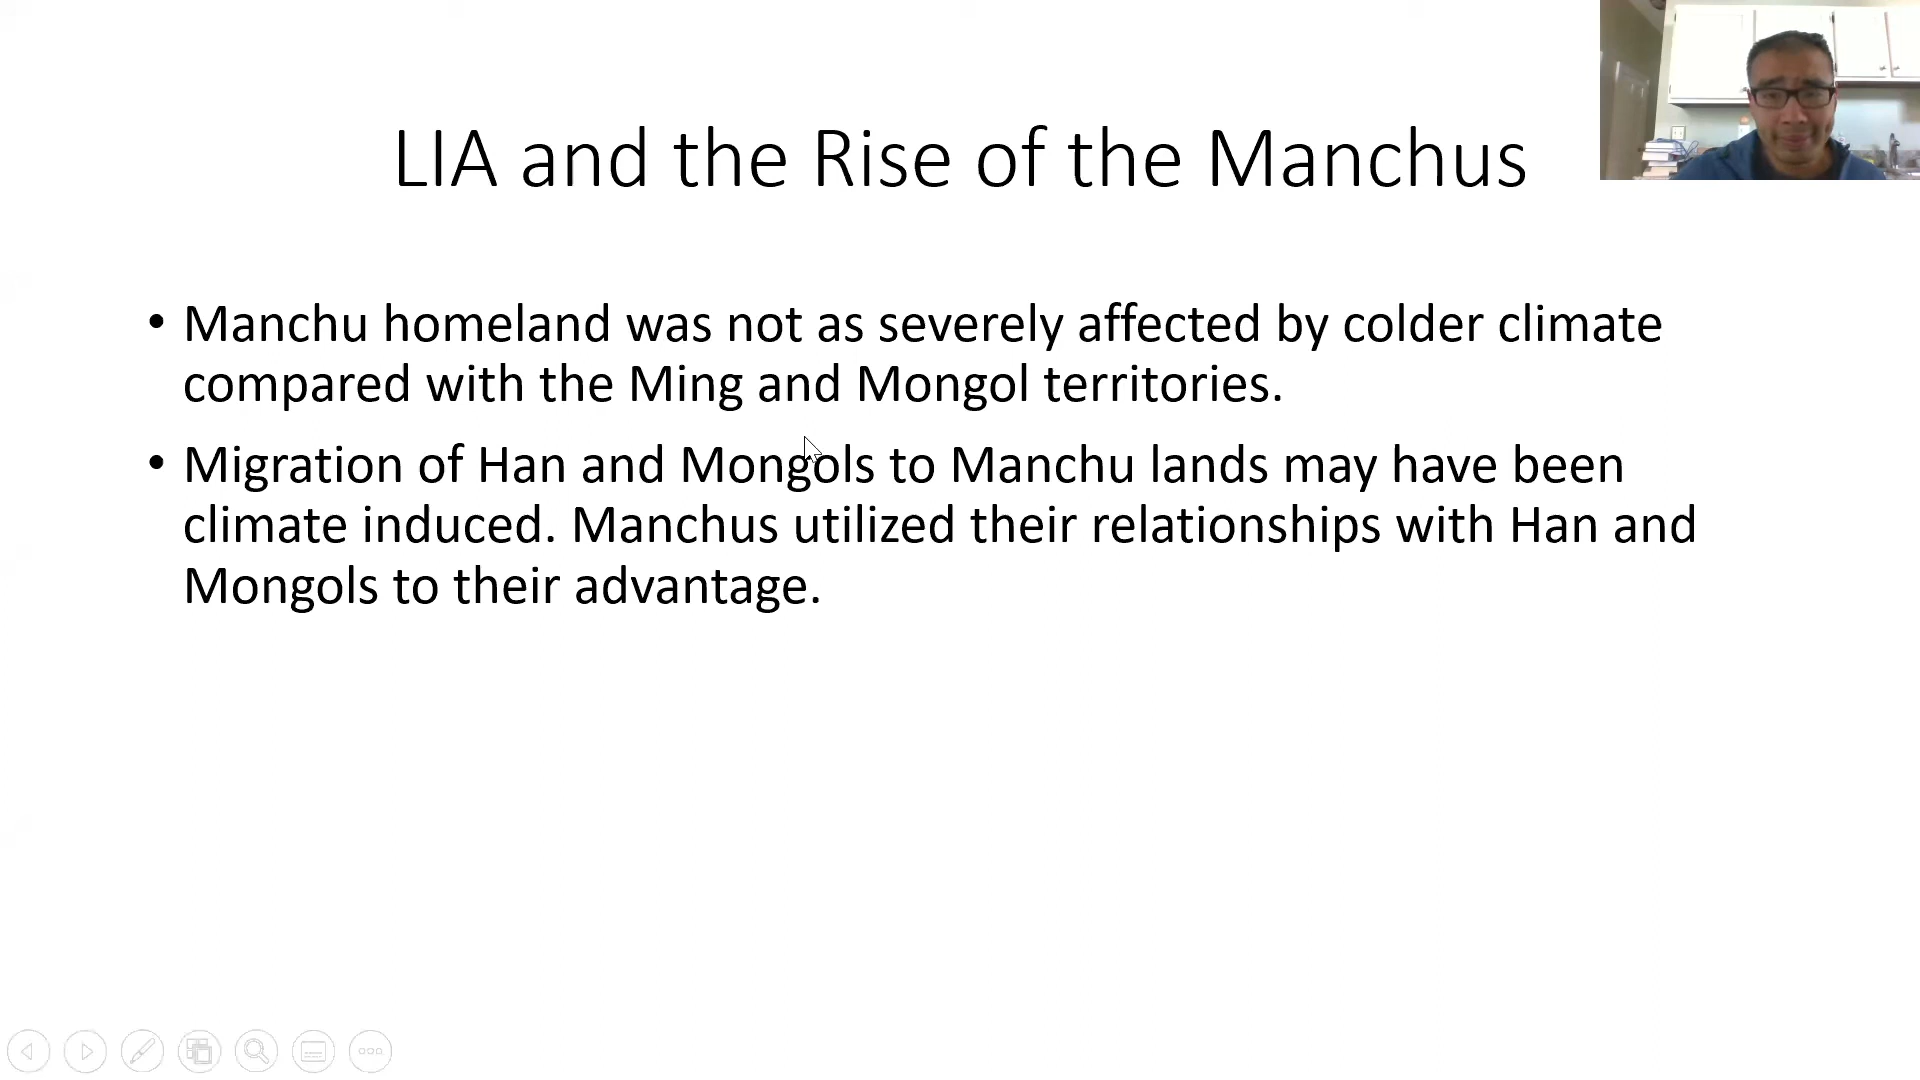 LIA and the Rise of the Manchus
• Manchu homeland was not as severely affected by colder climate
compared with the Ming and Mongol territories.
• Migration of Han and Mongols to Manchu lands may have been
climate induced. Manchus utilized their relationships with Han and
Mongols to their advantage.